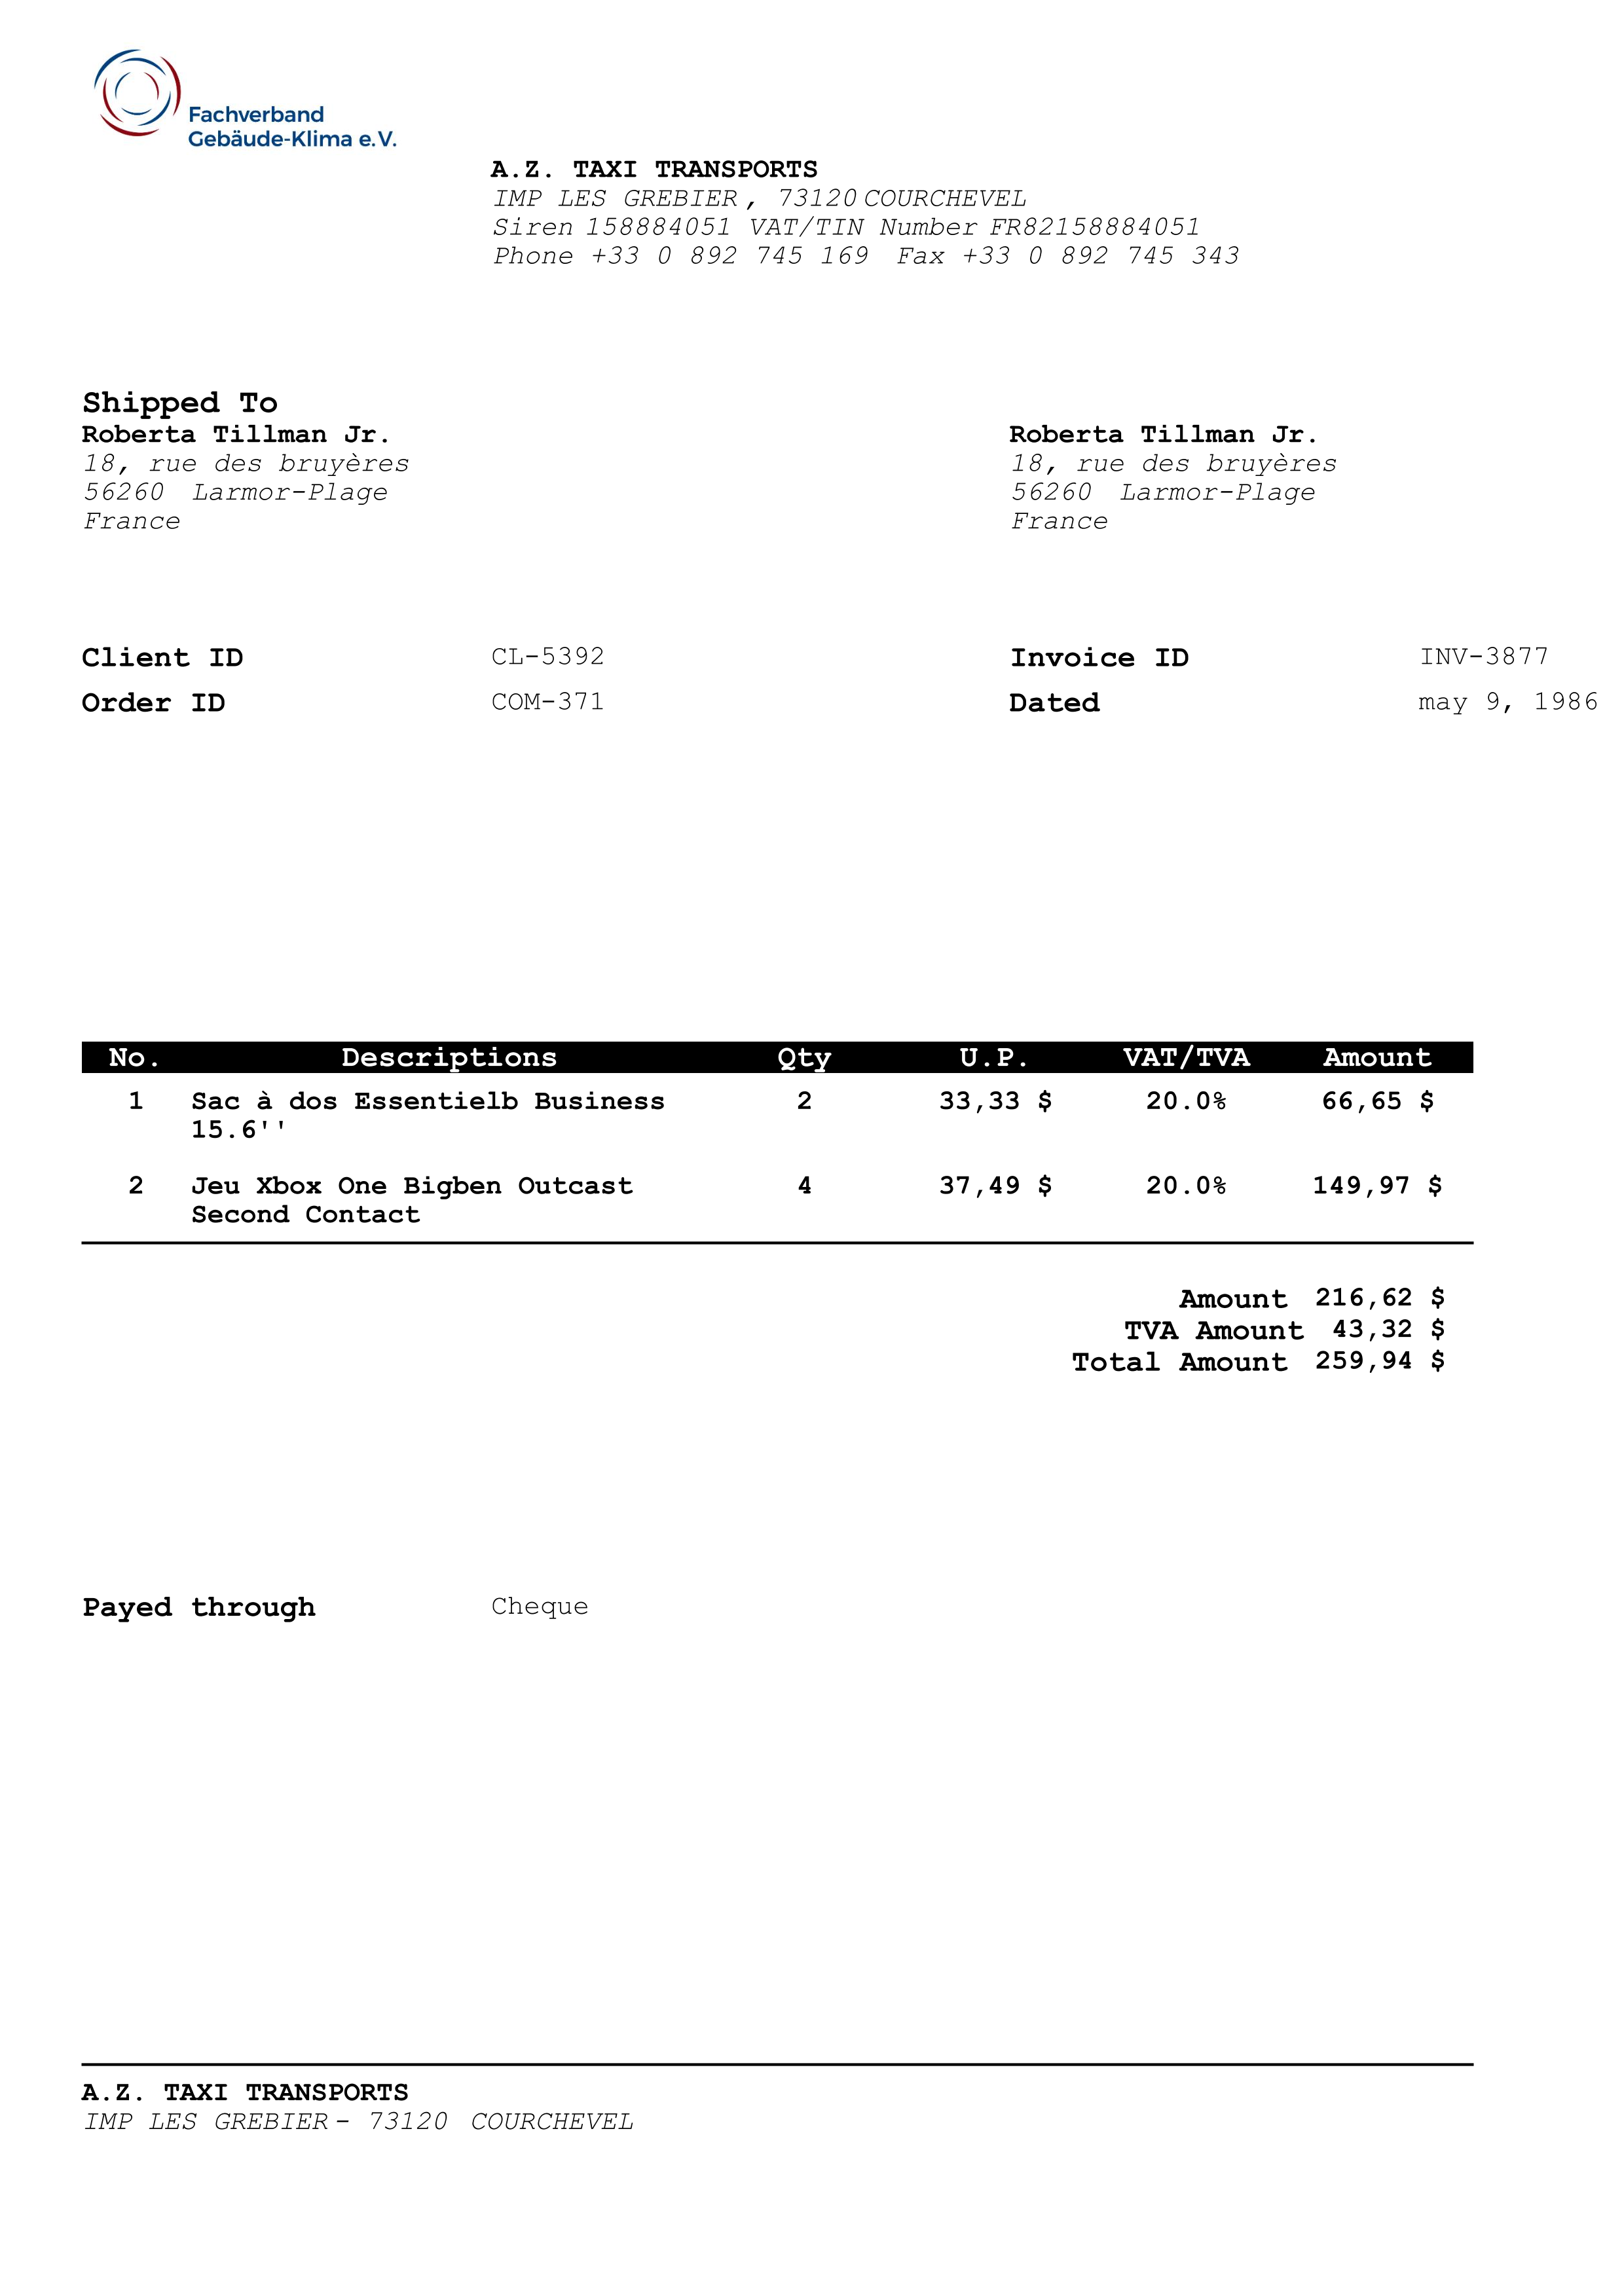 Fachverband
Gebäude-Klima e.V.
A.Z. TAXI TRANSPORTS
IMP LES GREBIER, 73120 COURCHEVEL
Siren 158884051 VAT/TIN Number FR82158884051
Phone +33 0 892 745 169 Fax +33 0 892 745 343
Shipped To
Roberta Tillman Jr.
18, rue des bruyères
56260 Larmor-Plage
France
Roberta Tillman Jr.
18, rue des bruyères
56260 Larmor-Plage
France
Client ID CL-5392 Invoice ID INV-3877
Order ID COM-371 Dated may 9, 1986
No. Descriptions Qty U.P. VAT/TVA Amount
1 Sac à dos Essentielb Business 2 33,33 $ 20.0% 66,65 $
15.6''
2 Jeu Xbox One Bigben Outcast 4 37,49 $ 20.0% 149,97 $
Second Contact
Amount 216,62 $
TVA Amount 43,32 $
Total Amount 259,94 $
Payed through Cheque
A.Z. TAXI TRANSPORTS
IMP LES GREBIER - 73120 COURCHEVEL